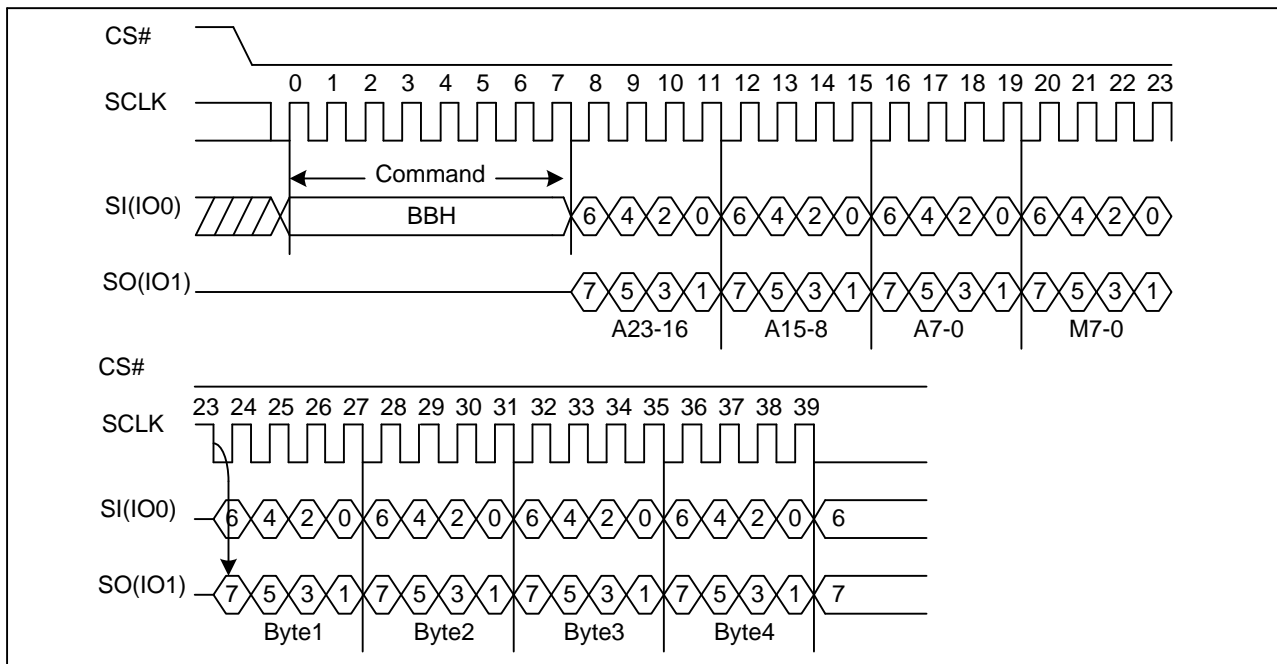 CS#
0 1 2 3 4 5 6 7 8 9 10 11 12 13 14 15 16 17 18 19 20 21 22 23
SCLK
Command
SI(IO0) BBH 6 4 2 0 6 4 2 0 6 4 2 0 6 4 2 0
SO(IO1) 7 5 3 1 7 5 3 1 7 5 3 1 7 5 3 1
A23-16 A15-8 A7-0 M7-0
CS#
23 24 25 26 27 28 29 30 31 32 33 34 35 36 37 38 39
SCLK
SI(IO0) 6 4 2 0 6 4 2 0 6 4 2 0 6 4 2 0 6
SO(IO1) 7 5 3 1 7 5 3 1 7 5 3 1 7 5 3 1 7
Byte1 Byte2 Byte3 Byte4